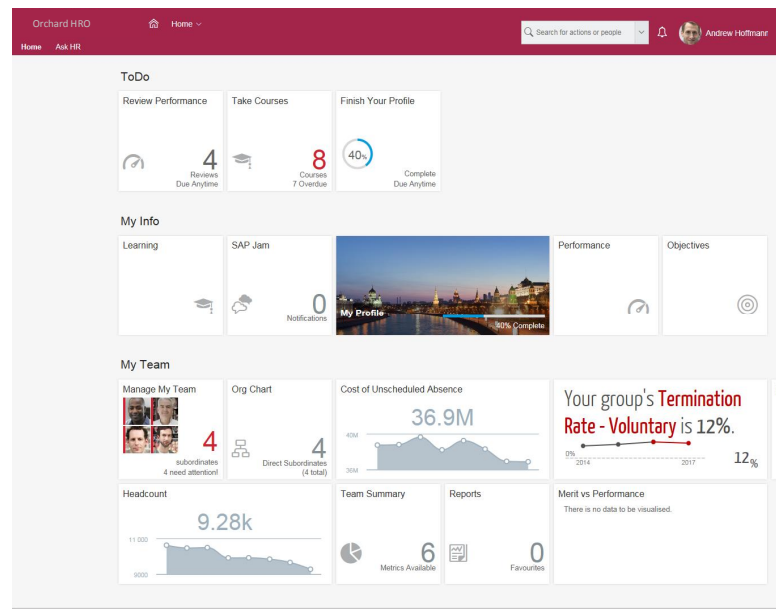 Orchard HRO
Home
Search for actions or people
Andrew Hoffmann
Home Ask HR
ToDo
Review Performance
4
Reviews
Due Anytime
Take Courses
8
Courses
7 Overdue
Finish Your Profile
40%
Complete
Due Anytime
My Info
Learning
SAP Jam
0
Notifications
My Profile
40% Complete
Performance
Objectives
My Team
Manage My Team
4
subordinates
4 need attention!
Org Chart
4
Direct Subordinates
(4 total)
Cost of Unscheduled Absence
36.9M
40M
36M
Your group's Termination
Rate - Voluntary is 12%.
0%
2014
2017
12%
Headcount
9.28k
11.000
9000
Team Summary
6
Metrics Available
Reports
0
Favourites
Merit vs Performance
There is no data to be visualised.